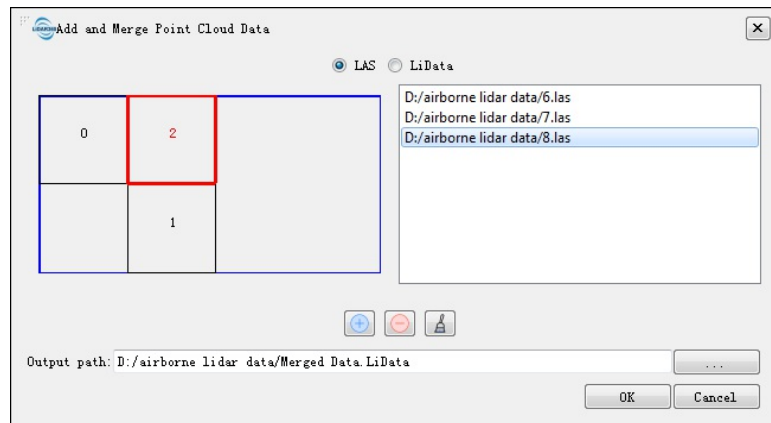 Add and Merge Point Cloud Data
LAS LiData
0 2
1
D:/airborne lidar data/6.las
D:/airborne lidar data/7.las
D:/airborne lidar data/8.las
Output path: D:/airborne lidar data/Merged Data.LiData ...
OK Cancel